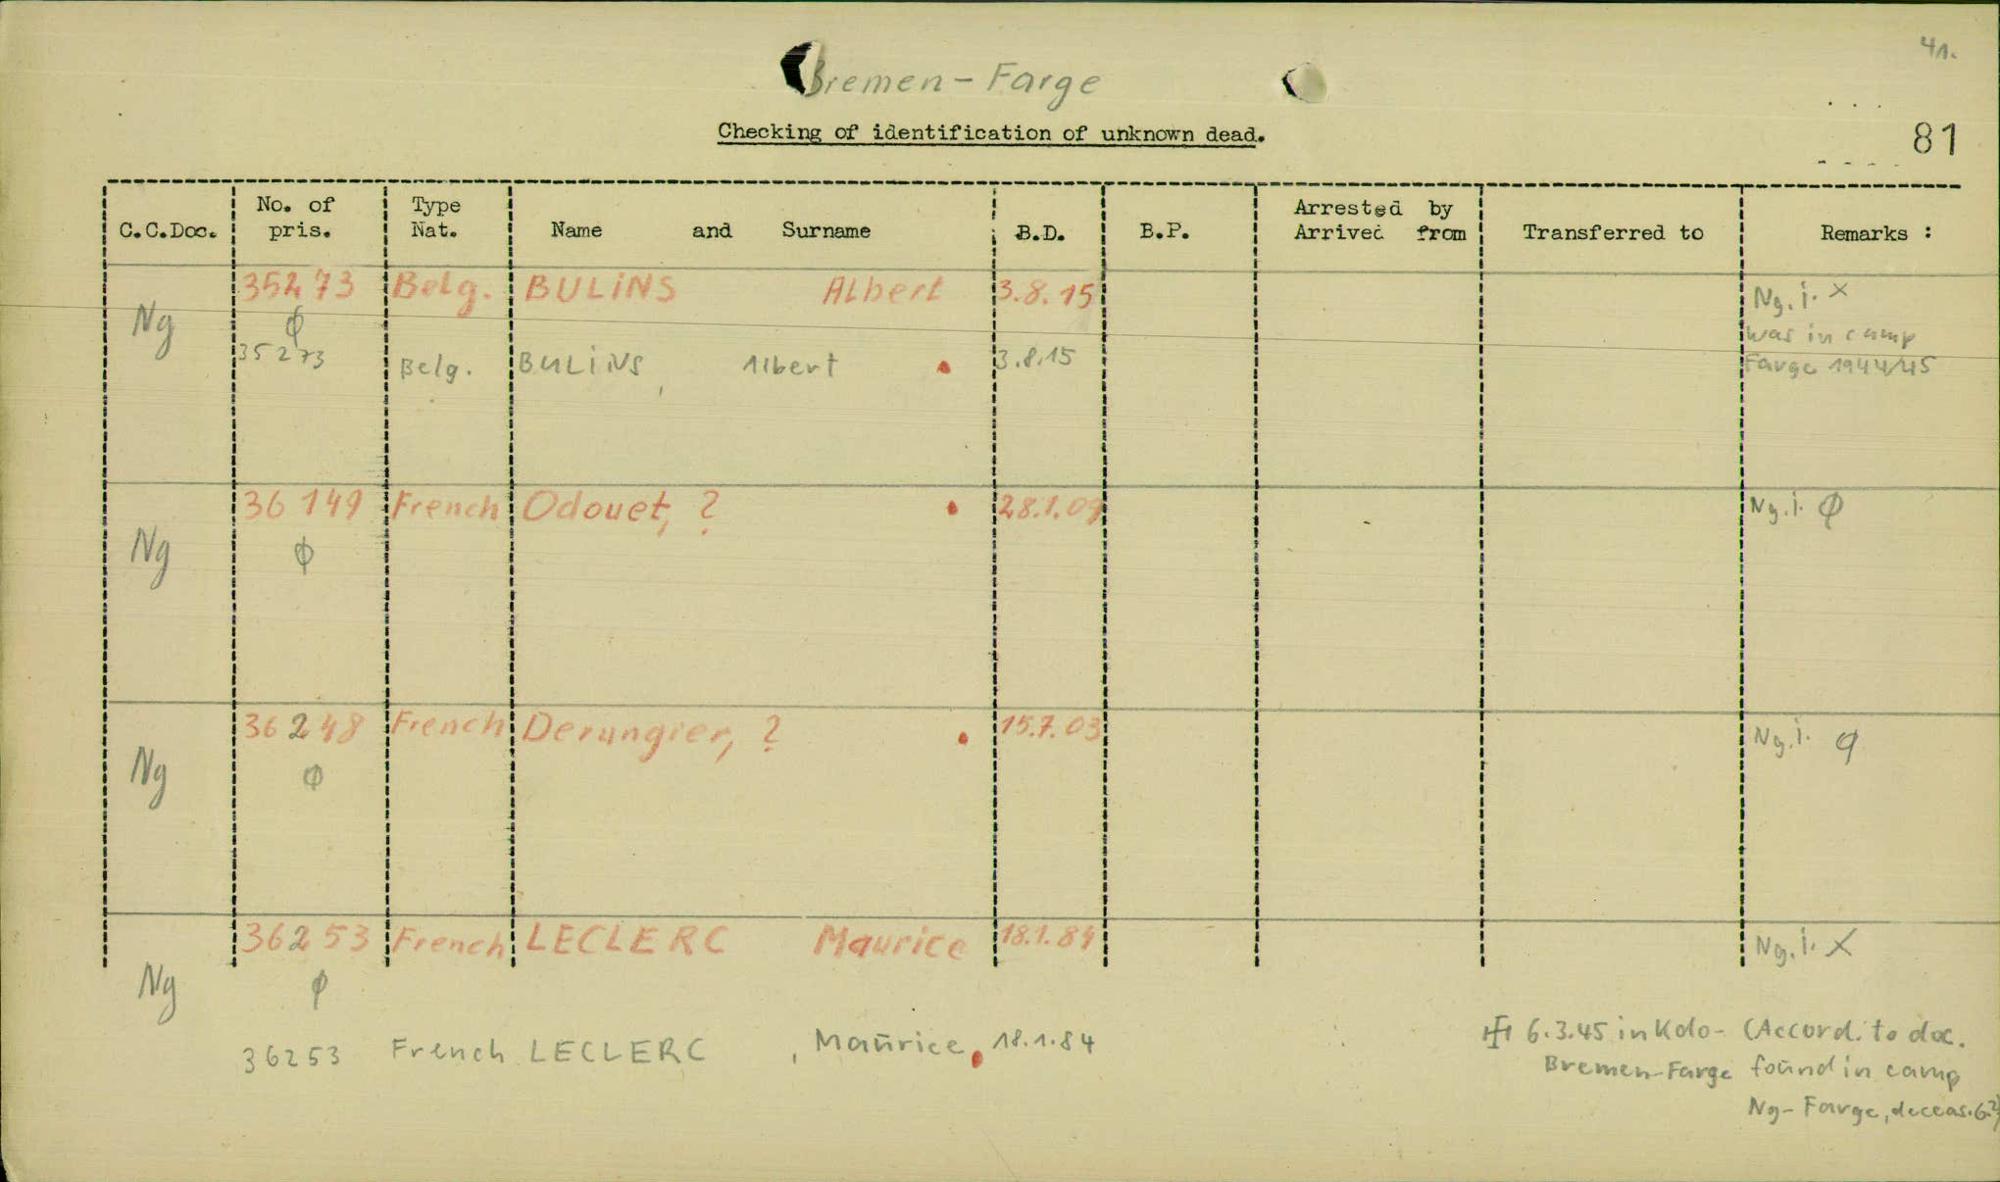 41.
Bremen-Farge
Checking of identification of unknown dead.
81
C.C.Doc. No. of pris. Type Nat. Name and Surname B.D. B.P. Arrested by Arrived from Transferred to Remarks :
Ng 35273 Belg. BULiNS Albert 3.8.15 Ng. i. X
φ was in camp
35273 Belg. BULiNS, Albert 3.8.15 Farge 1944/45
Ng 36149 French Odouet, ? 28.1.09 Ng. i. φ
φ
Ng 36248 French Derungier, ? 15.7.03 Ng. i. φ
φ
Ng 36253 French LECLERC Maurice 18.1.84 Ng. i. X
φ
36253 French LECLERC, Maurice 18.1.84 6.3.45 in Kdo- (Accord. to doc.
Bremen-Farge found in camp
Ng-Farge, deceas.